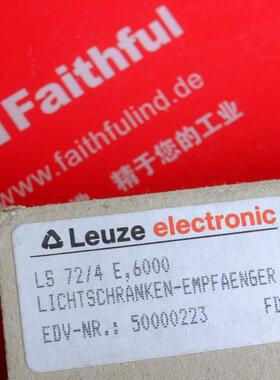 Faithful
www.faithfulind.com
精于您的工业
Leuze electronic
LS 72/4 E,6000
LICHTSCHRANKEN-EMPFAENGER
EDV-NR.: 50000223